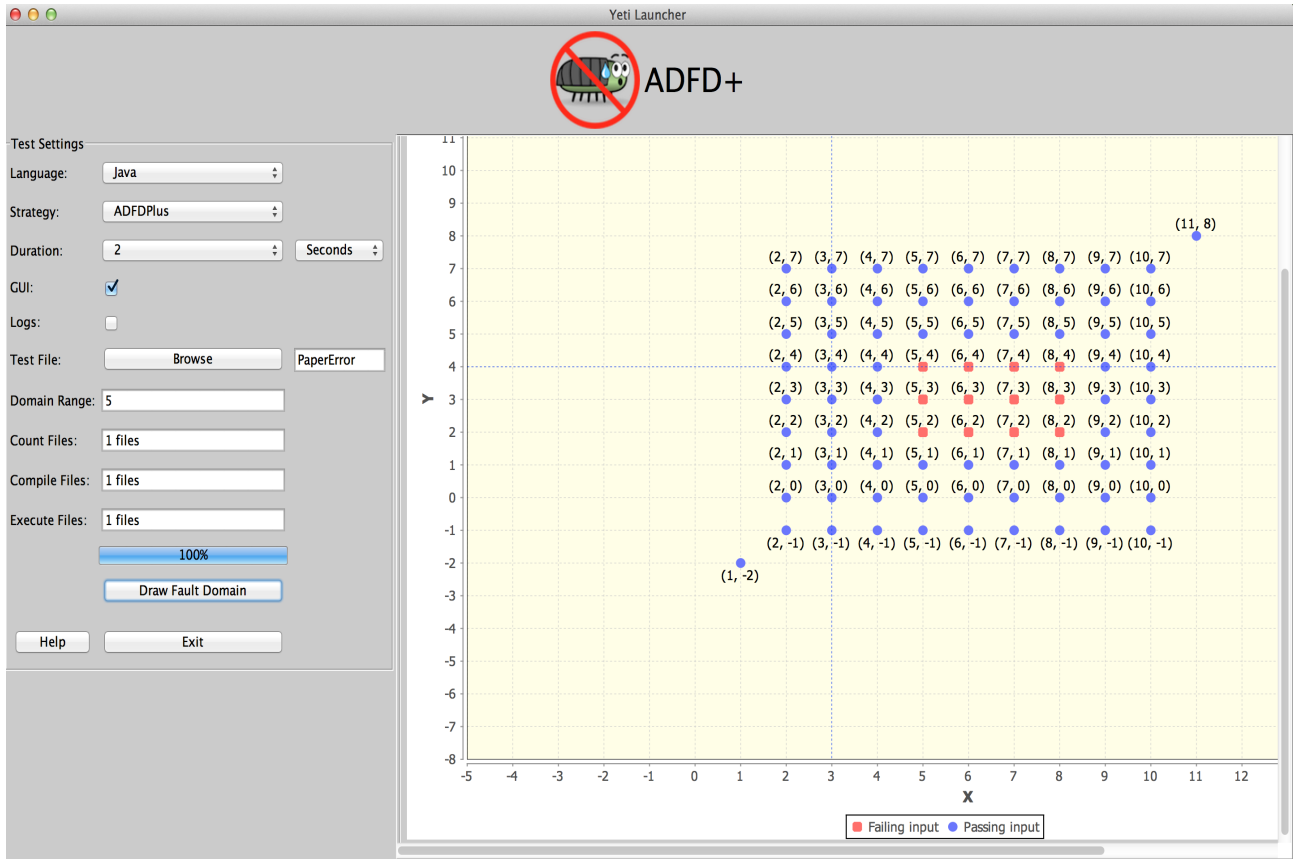 Yeti Launcher
ADFD+
Test Settings
Language: Java
Strategy: ADFDPlus
Duration: 2 Seconds
GUI:
Logs:
Test File: Browse PaperError
Domain Range: 5
Count Files: 1 files
Compile Files: 1 files
Execute Files: 1 files
100%
Draw Fault Domain
Help Exit
11
10
9
(11, 8)
8
(2, 7) (3, 7) (4, 7) (5, 7) (6, 7) (7, 7) (8, 7) (9, 7) (10, 7)
7
(2, 6) (3, 6) (4, 6) (5, 6) (6, 6) (7, 6) (8, 6) (9, 6) (10, 6)
6
(2, 5) (3, 5) (4, 5) (5, 5) (6, 5) (7, 5) (8, 5) (9, 5) (10, 5)
5
(2, 4) (3, 4) (4, 4) (5, 4) (6, 4) (7, 4) (8, 4) (9, 4) (10, 4)
4
(2, 3) (3, 3) (4, 3) (5, 3) (6, 3) (7, 3) (8, 3) (9, 3) (10, 3)
Y 3
(2, 2) (3, 2) (4, 2) (5, 2) (6, 2) (7, 2) (8, 2) (9, 2) (10, 2)
2
(2, 1) (3, 1) (4, 1) (5, 1) (6, 1) (7, 1) (8, 1) (9, 1) (10, 1)
1
(2, 0) (3, 0) (4, 0) (5, 0) (6, 0) (7, 0) (8, 0) (9, 0) (10, 0)
0
-1
(2, -1) (3, -1) (4, -1) (5, -1) (6, -1) (7, -1) (8, -1) (9, -1) (10, -1)
-2
(1, -2)
-3
-4
-5
-6
-7
-8
-5 -4 -3 -2 -1 0 1 2 3 4 5 6 7 8 9 10 11 12
X
Failing input Passing input